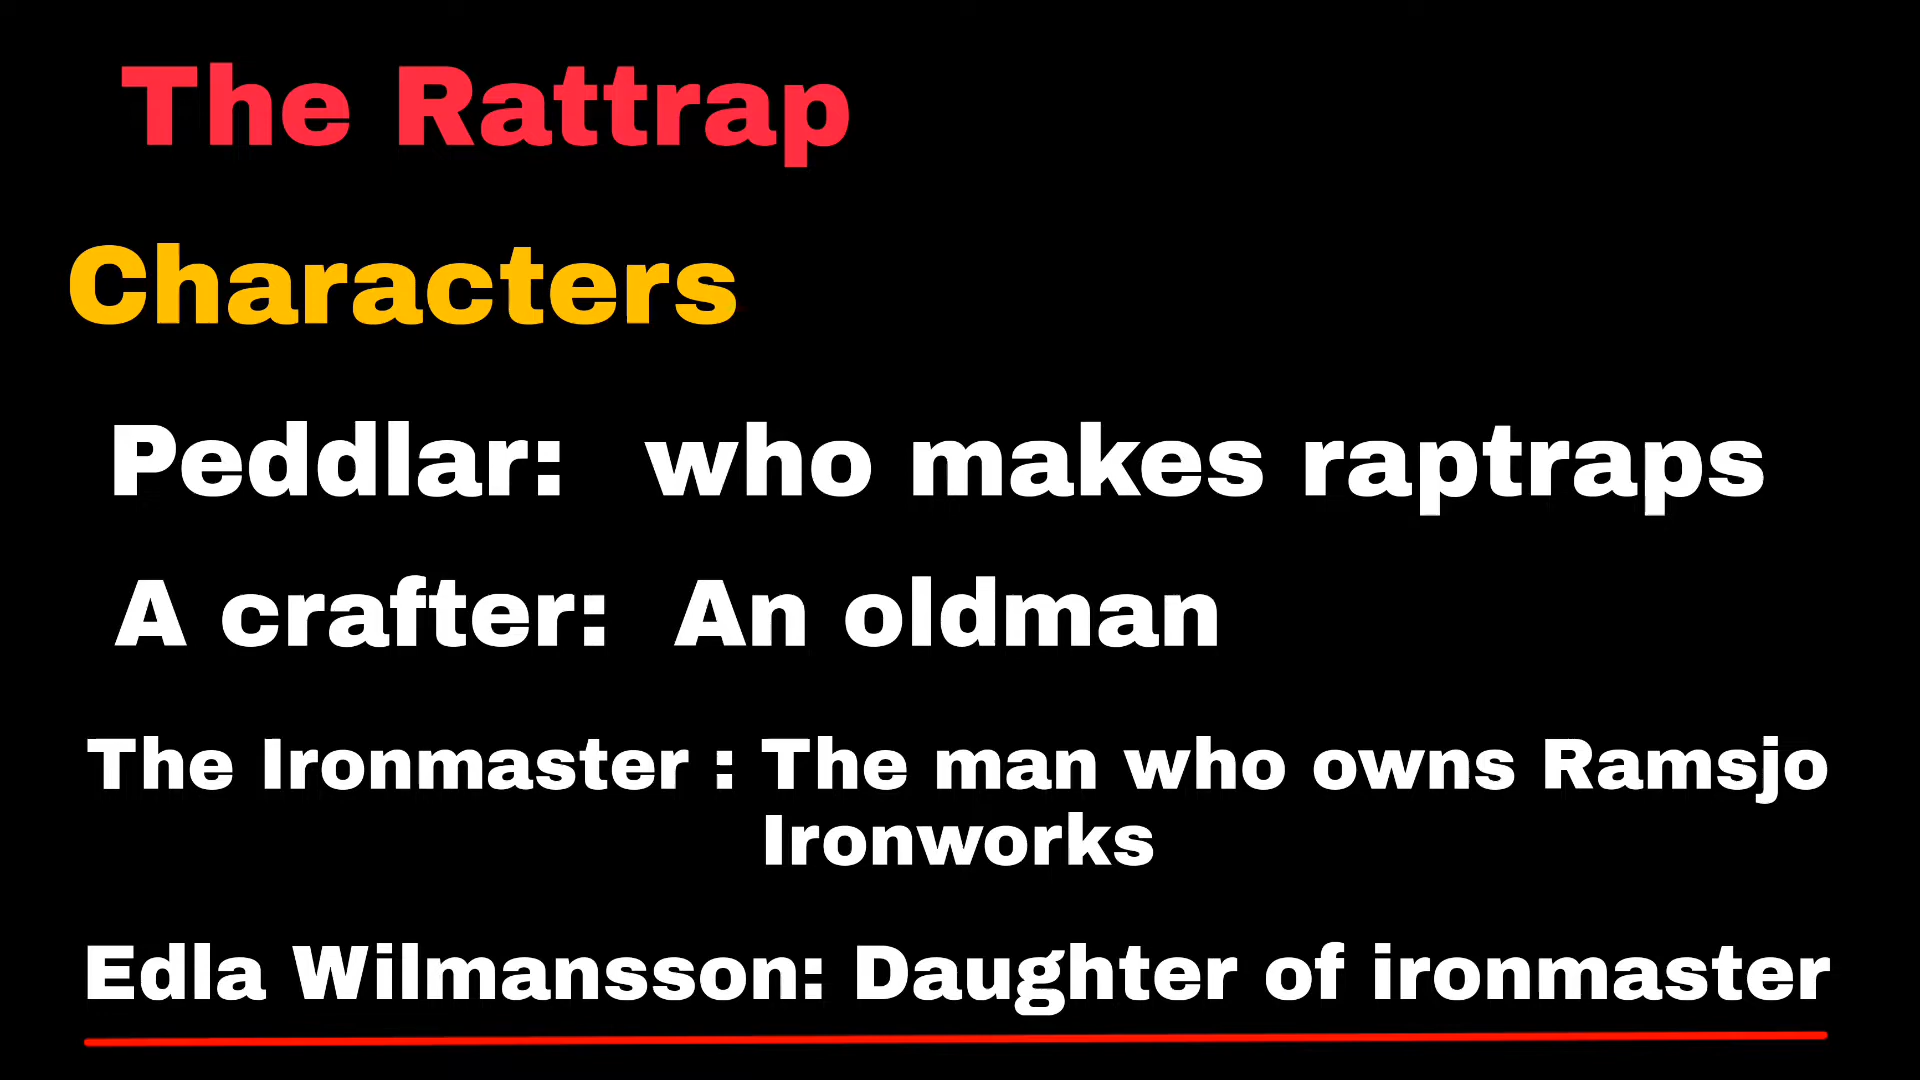 The Rattrap
Characters
Peddlar: who makes raptraps
A crafter: An oldman
The Ironmaster : The man who owns Ramsjo
Ironworks
Edla Wilmansson: Daughter of ironmaster